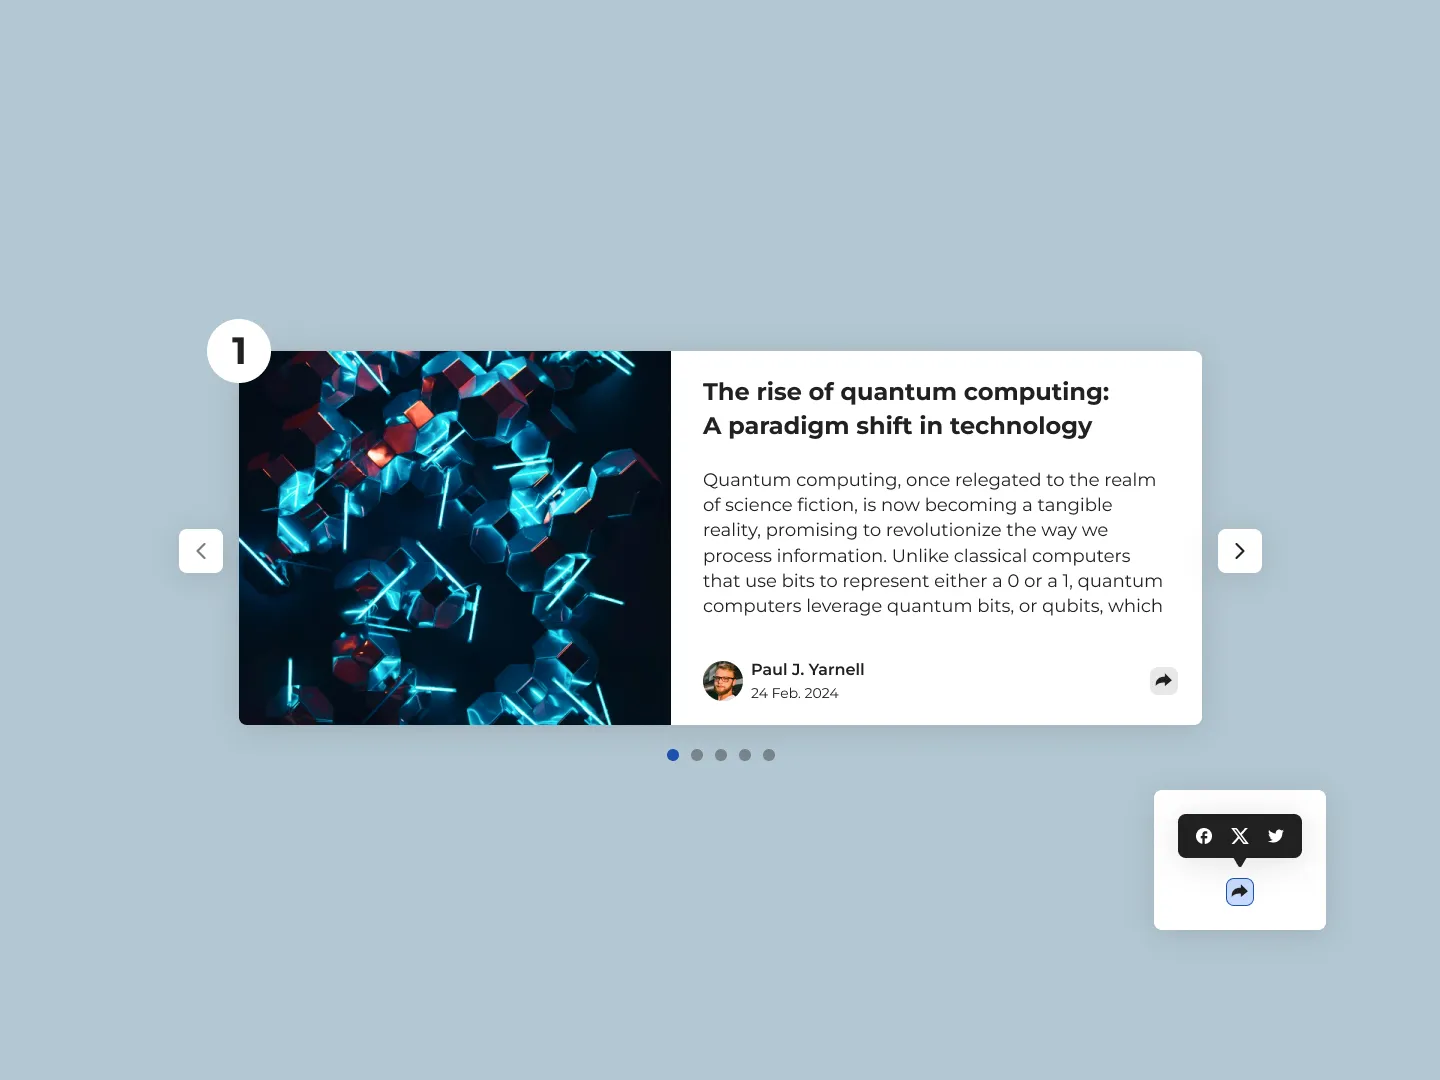 1
The rise of quantum computing:
A paradigm shift in technology
Quantum computing, once relegated to the realm
of science fiction, is now becoming a tangible
reality, promising to revolutionize the way we
process information. Unlike classical computers
that use bits to represent either a 0 or a 1, quantum
computers leverage quantum bits, or qubits, which
Paul J. Yarnell
24 Feb. 2024